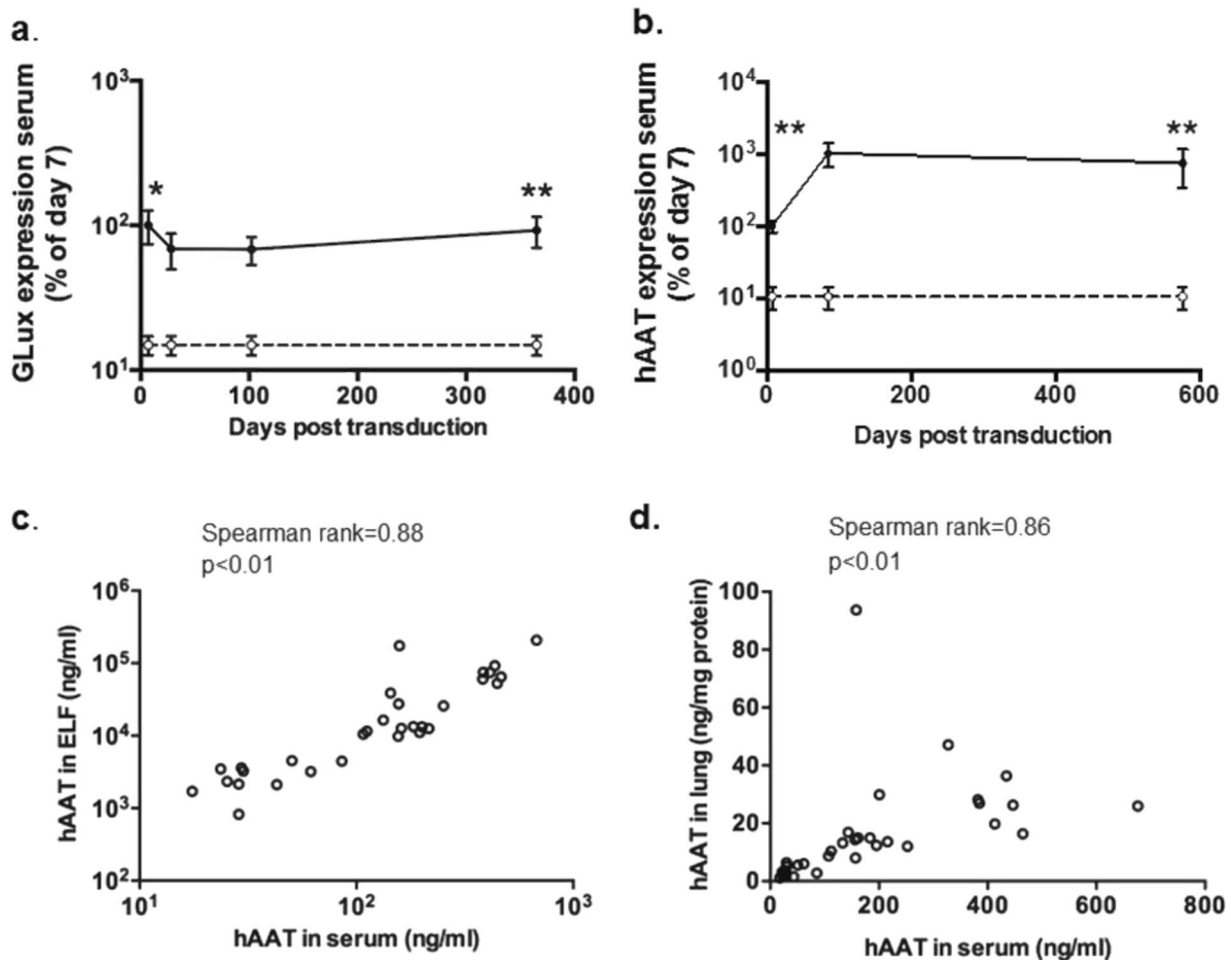 a.
GLux expression serum
(% of day 7)
10³
10²
10¹
*
**
0 100 200 300 400
Days post transduction
b.
hAAT expression serum
(% of day 7)
10⁴
10³
10²
10¹
10⁰
**
**
0 200 400 600
Days post transduction
c.
Spearman rank=0.88
p<0.01
hAAT in ELF (ng/ml)
10⁶
10⁵
10⁴
10³
10²
10¹ 10² 10³
hAAT in serum (ng/ml)
d.
Spearman rank=0.86
p<0.01
hAAT in lung (ng/mg protein)
100
80
60
40
20
0
0 200 400 600 800
hAAT in serum (ng/ml)